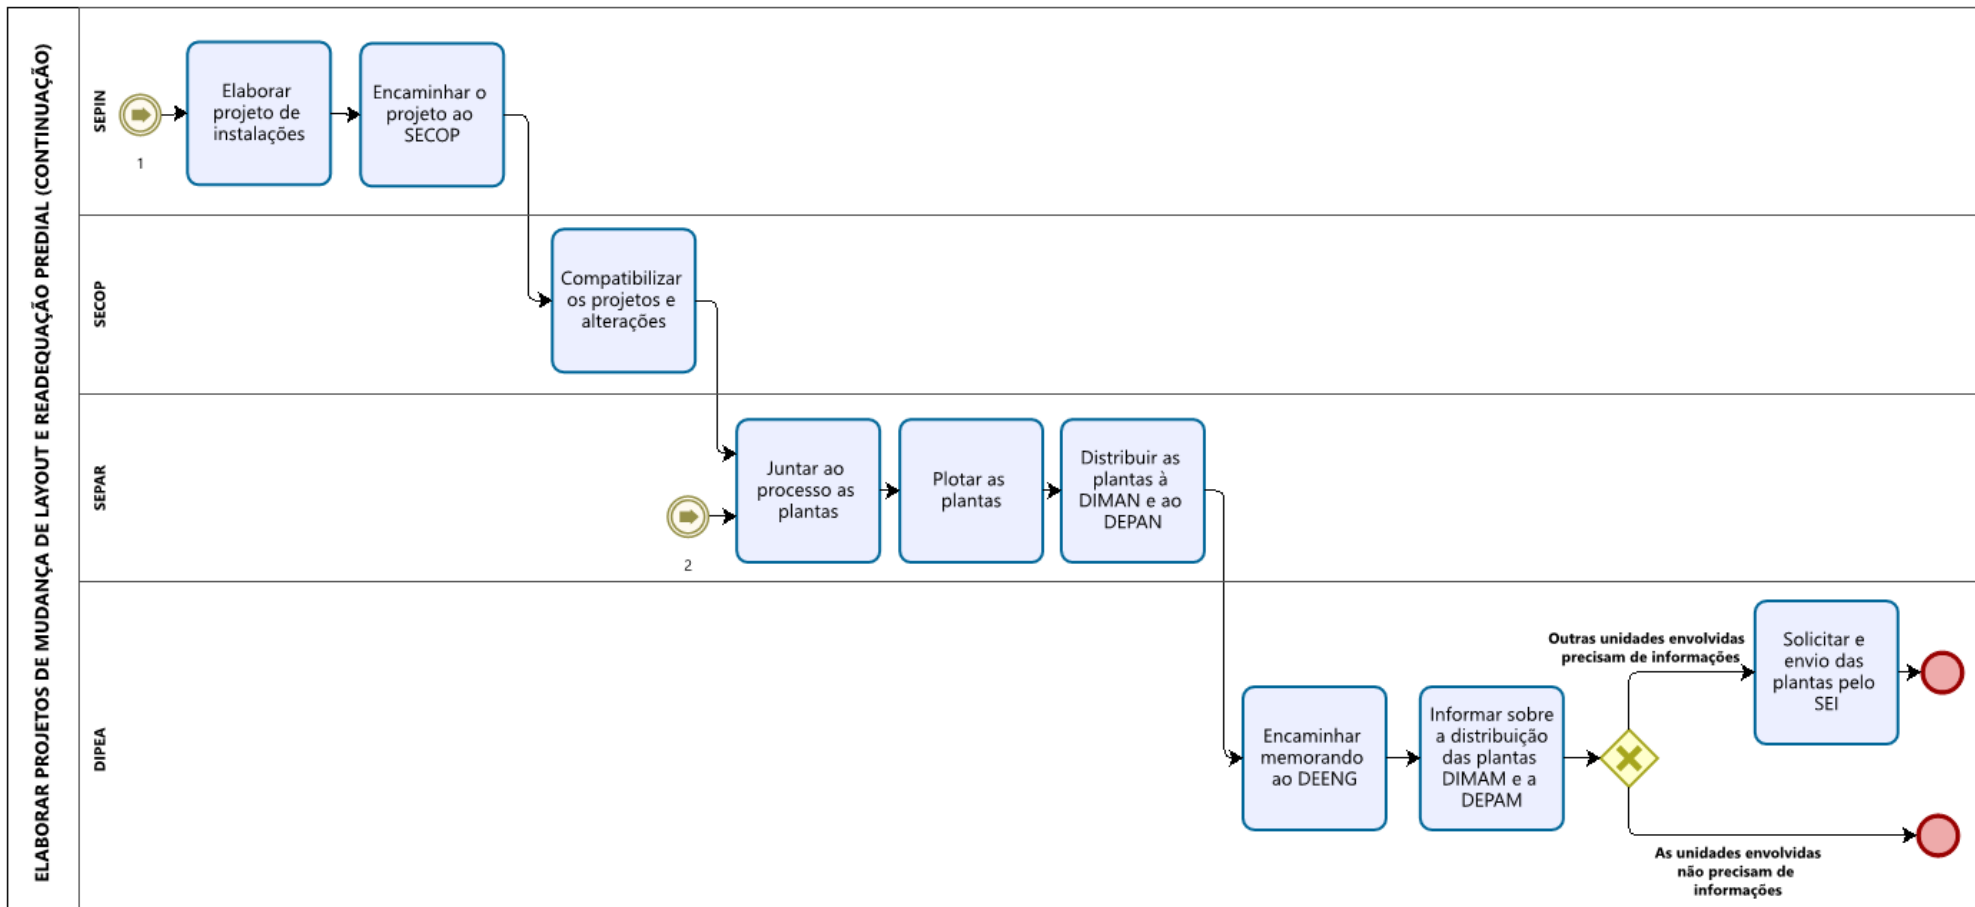 ELABORAR PROJETOS DE MUDANÇA DE LAYOUT E READEQUAÇÃO PREDIAL (CONTINUAÇÃO)
SEPIN
1
Elaborar
projeto de
instalações
Encaminhar o
projeto ao
SECOP
SECOP
Compatibilizar
os projetos e
alterações
SEPAR
2
Juntar ao
processo as
plantas
Plotar as
plantas
Distribuir as
plantas à
DIMAN e ao
DEPAN
DIPEA
Encaminhar
memorando
ao DEENG
Informar sobre
a distribuição
das plantas
DIMAM e a
DEPAM
Outras unidades envolvidas
precisam de informações
Solicitar e
envio das
plantas pelo
SEI
As unidades envolvidas
não precisam de
informações